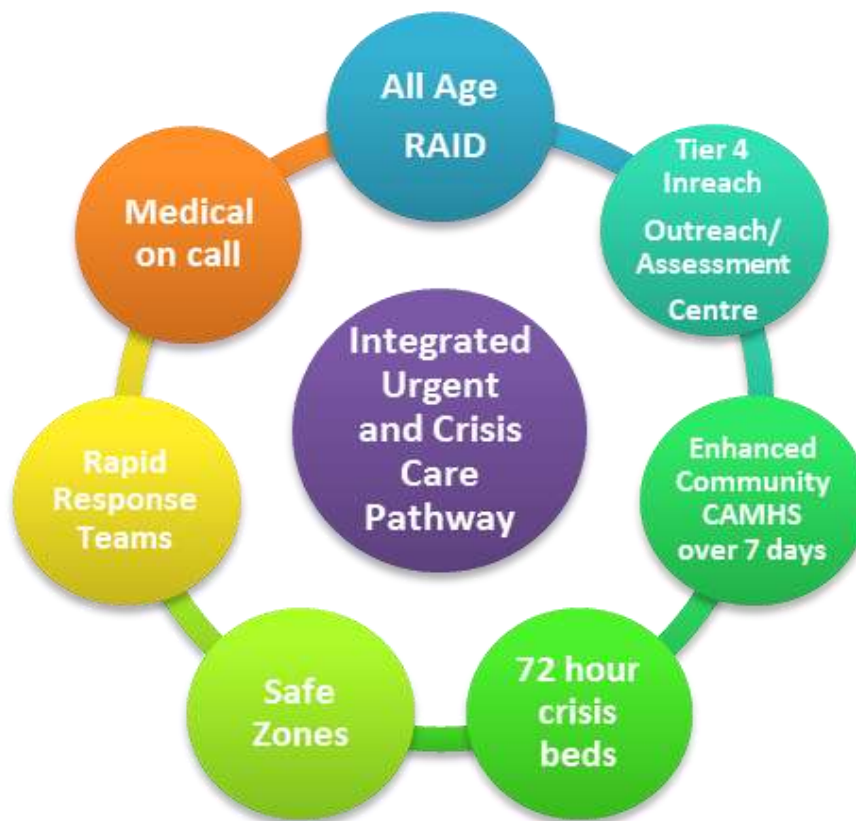 All Age
RAID
Tier 4
Inreach
Outreach/
Assessment
Centre
Enhanced
Community
CAMHS
over 7 days
72 hour
crisis
beds
Safe
Zones
Rapid
Response
Teams
Medical
on call
Integrated
Urgent
and Crisis
Care
Pathway